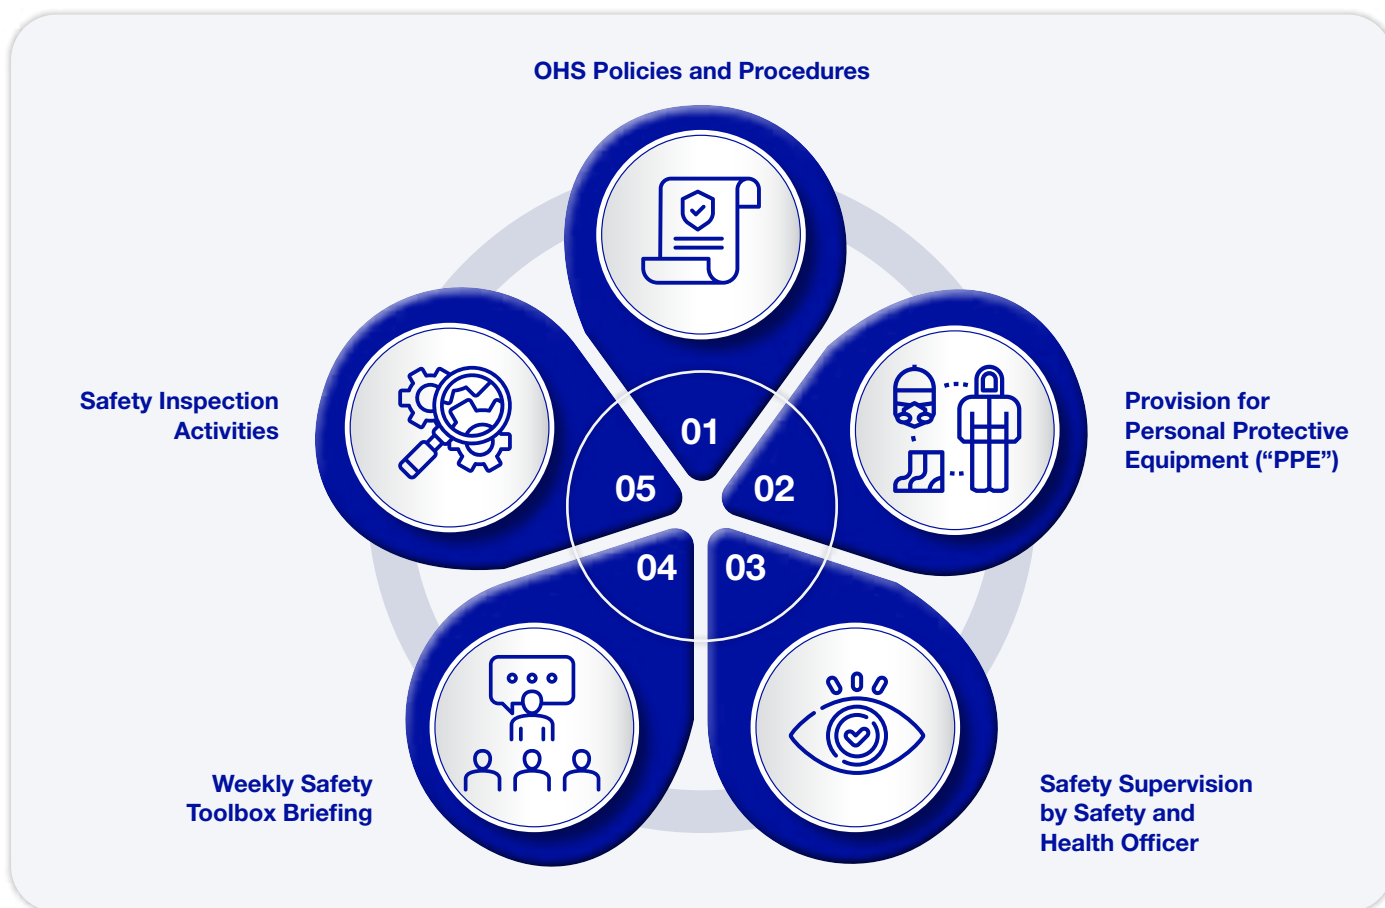 OHS Policies and Procedures
01
Provision for
Personal Protective
Equipment (“PPE”)
02
Safety Supervision
by Safety and
Health Officer
03
Weekly Safety
Toolbox Briefing
04
Safety Inspection
Activities
05